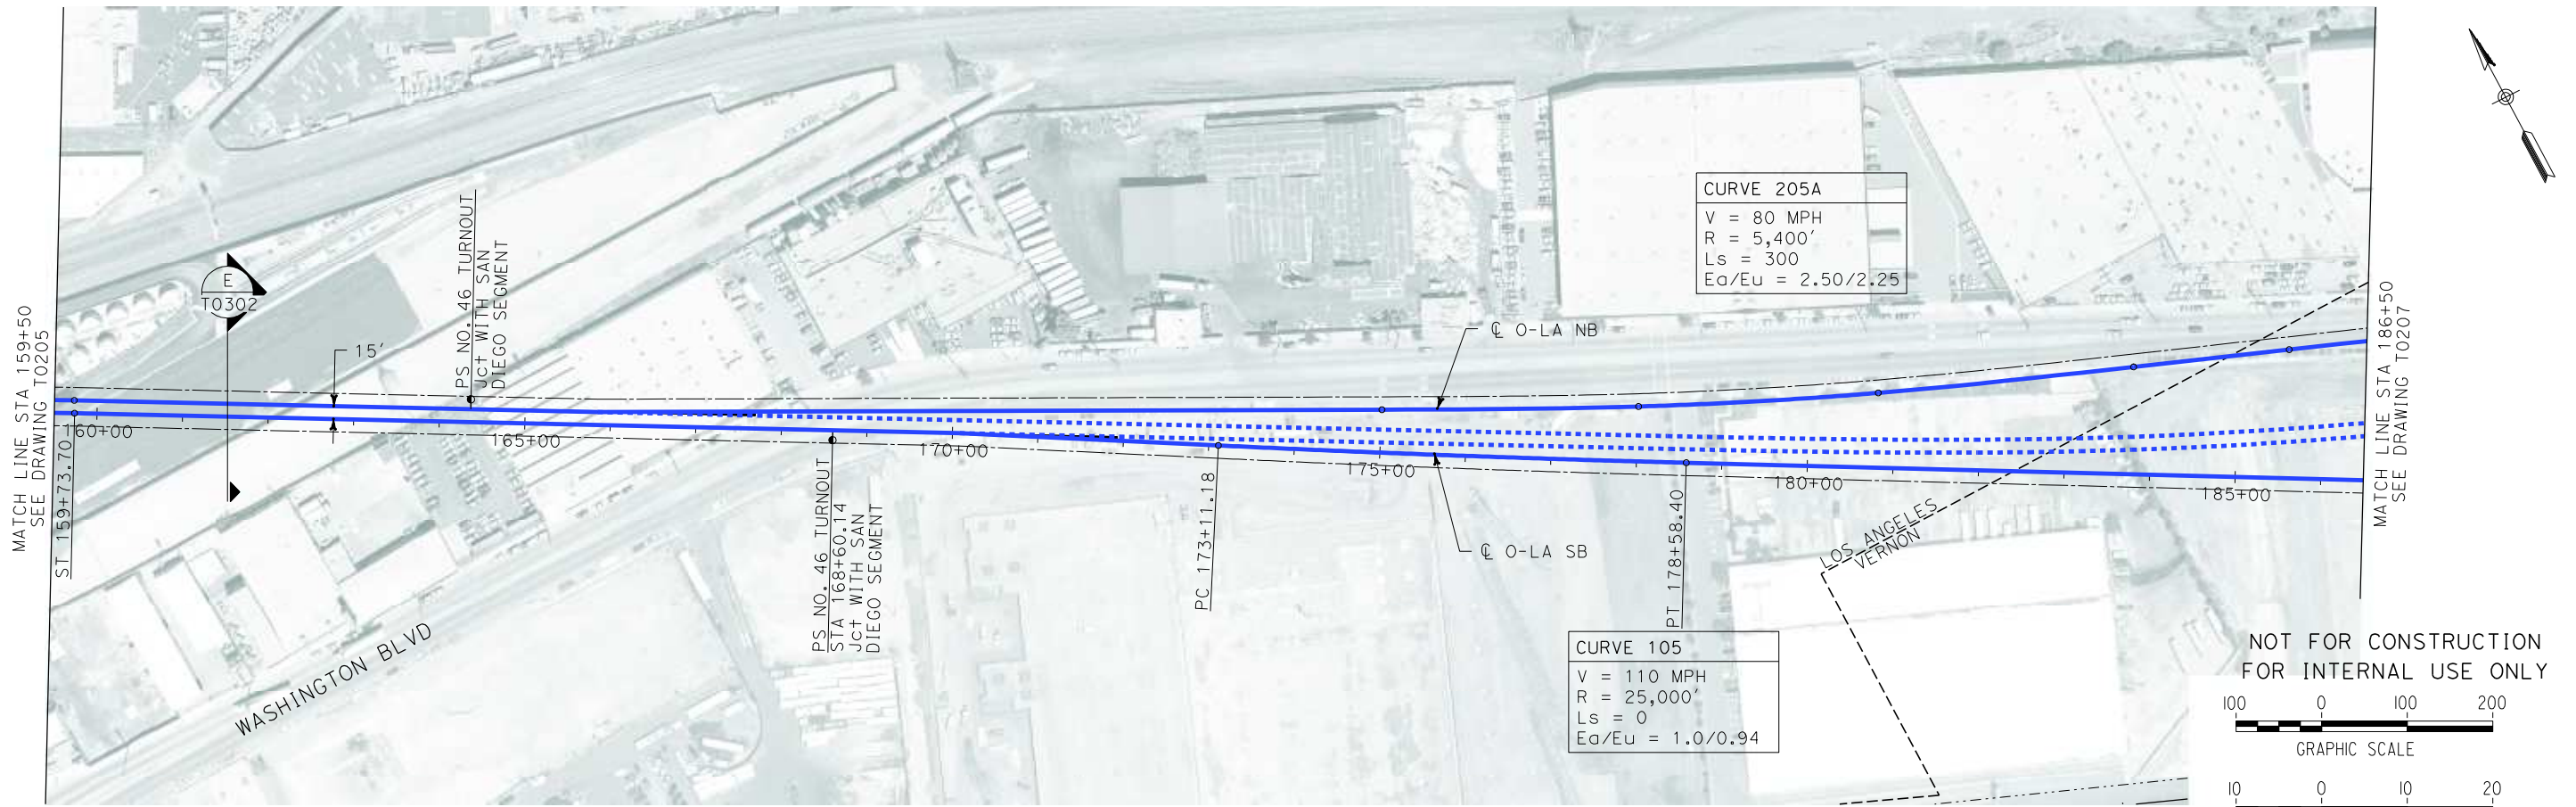 MATCH LINE STA 159+50
SEE DRAWING T0205
ST 159+73.70
160+00
E
T0302
15'
PS NO. 46 TURNOUT
Jct WITH SAN
DIEGO SEGMENT
165+00
WASHINGTON BLVD
PS NO. 46 TURNOUT
STA 168+60.14
Jct WITH SAN
DIEGO SEGMENT
170+00
PC 173+11.18
175+00
℄ O-LA NB
℄ O-LA SB
CURVE 205A
V = 80 MPH
R = 5,400'
Ls = 300
Ea/Eu = 2.50/2.25
PT 178+58.40
180+00
CURVE 105
V = 110 MPH
R = 25,000'
Ls = 0
Ea/Eu = 1.0/0.94
LOS ANGELES
VERNON
185+00
MATCH LINE STA 186+50
SEE DRAWING T0207
NOT FOR CONSTRUCTION
FOR INTERNAL USE ONLY
100 0 100 200
GRAPHIC SCALE
10 0 10 20